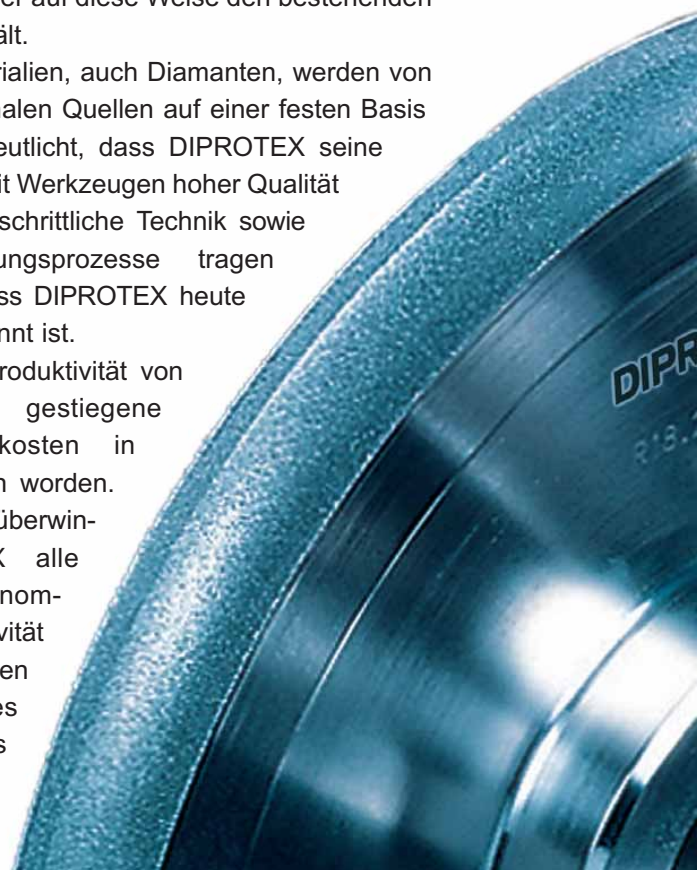 auf diese Weise den bestehenden
ält.
rialien, auch Diamanten, werden von
alen Quellen auf einer festen Basis
eutlicht, dass DIPROTEX seine
it Werkzeugen hoher Qualität
schrittliche Technik sowie
ungsprozesse tragen
ss DIPROTEX heute
nnt ist.
roduktivität von
gestiegene
kosten in
n worden.
überwin-
X alle
nom-
vität
en
es
s
DIPR